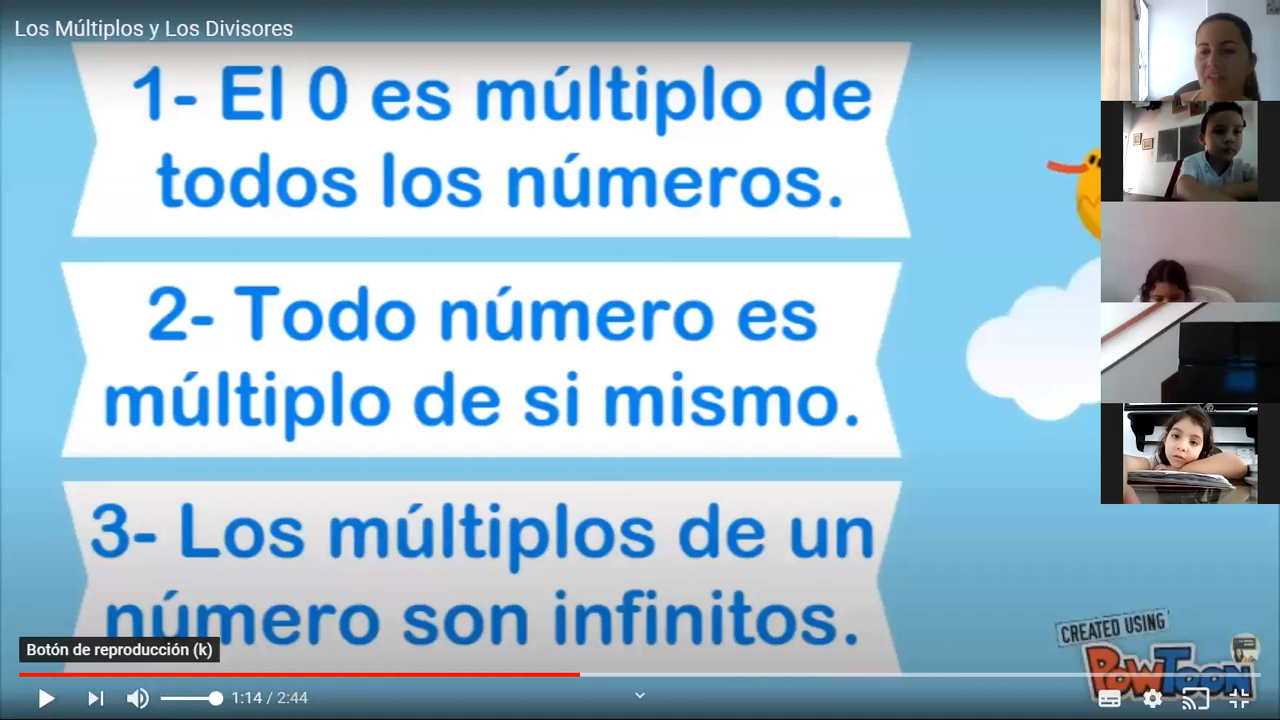 Los Múltiplos y Los Divisores
1- El 0 es múltiplo de
todos los números.
2- Todo número es
múltiplo de si mismo.
3- Los múltiplos de un
número son infinitos.
Botón de reproducción (k)
CREATED USING
POWTOON
1:14 / 2:44